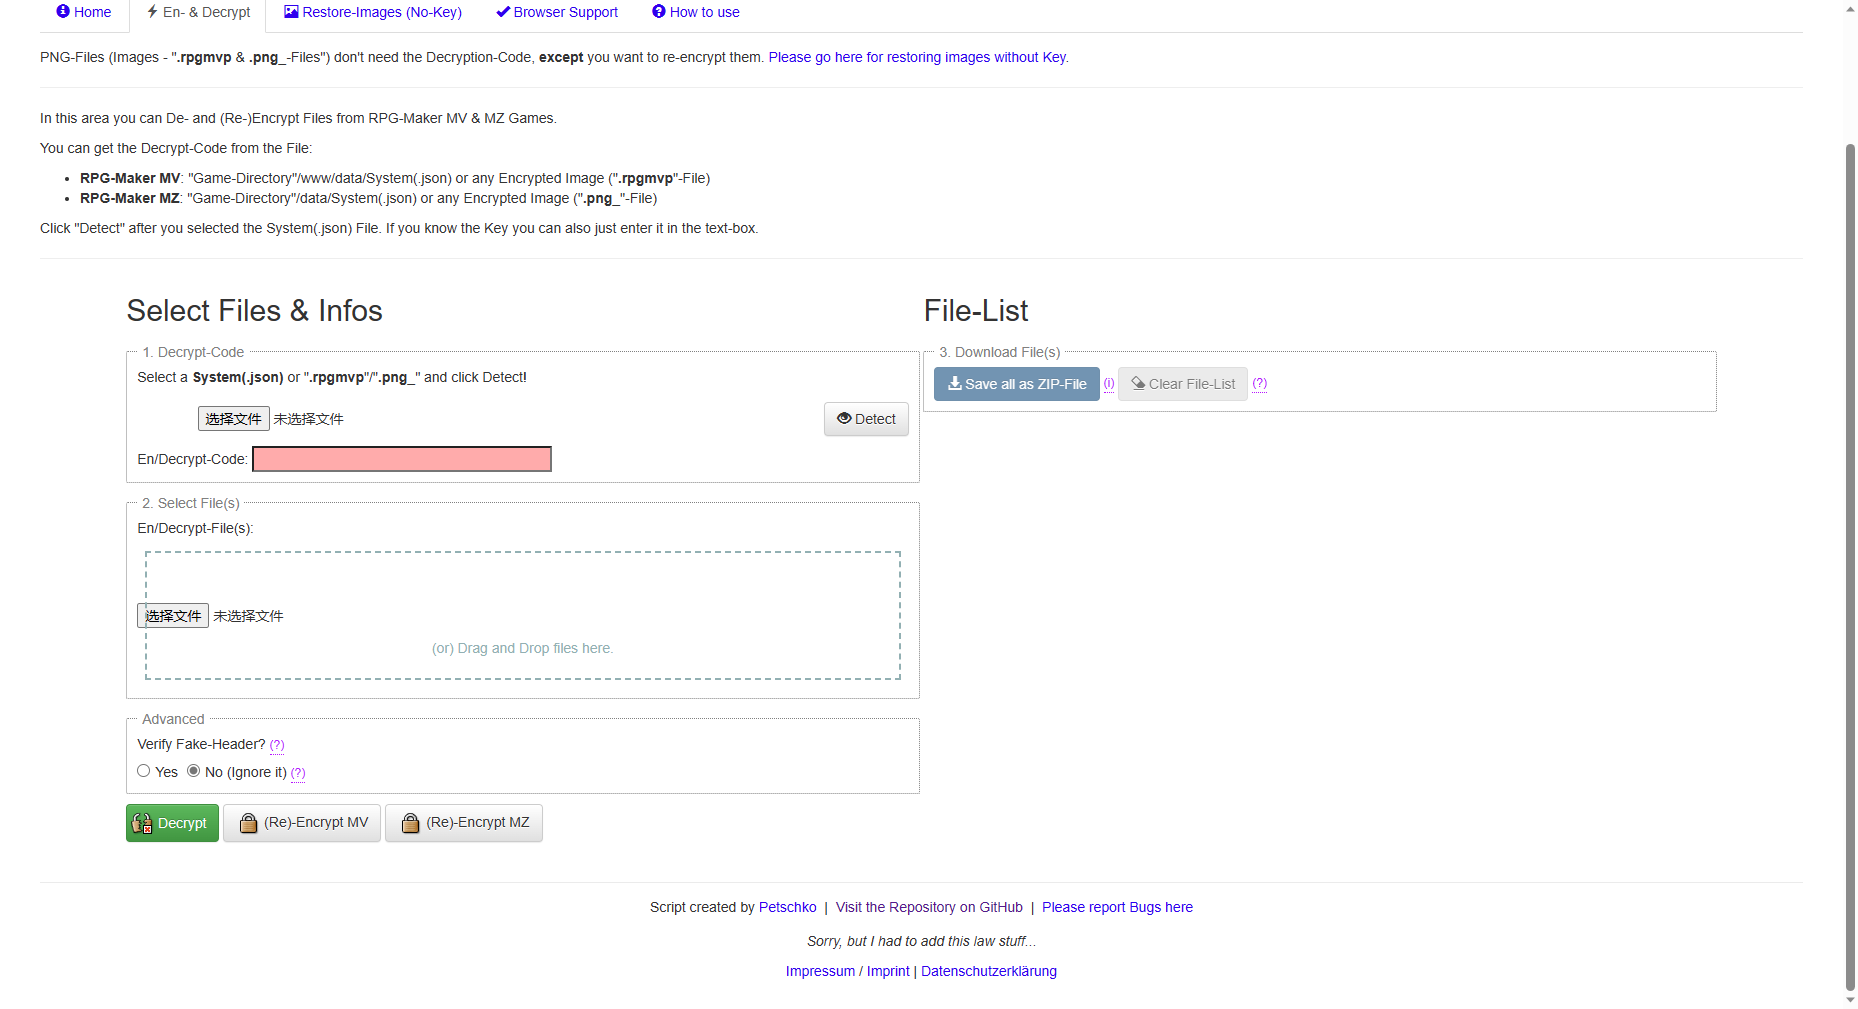 Home En- & Decrypt Restore-Images (No-Key) Browser Support How to use
PNG-Files (Images - ".rpgmvp & .png_-Files") don't need the Decryption-Code, except you want to re-encrypt them. Please go here for restoring images without Key.
In this area you can De- and (Re-)Encrypt Files from RPG-Maker MV & MZ Games.
You can get the Decrypt-Code from the File:
• RPG-Maker MV: "Game-Directory"/www/data/System(.json) or any Encrypted Image (".rpgmvp"-File)
• RPG-Maker MZ: "Game-Directory"/data/System(.json) or any Encrypted Image (".png_"-File)
Click "Detect" after you selected the System(.json) File. If you know the Key you can also just enter it in the text-box.
Select Files & Infos
1. Decrypt-Code
Select a System(.json) or ".rpgmvp"/".png_" and click Detect!
选择文件 未选择文件
Detect
En/Decrypt-Code:
2. Select File(s)
En/Decrypt-File(s):
选择文件 未选择文件
(or) Drag and Drop files here.
Advanced
Verify Fake-Header? (?)
Yes No (Ignore it) (?)
Decrypt (Re)-Encrypt MV (Re)-Encrypt MZ
File-List
3. Download File(s)
Save all as ZIP-File (i) Clear File-List (?)
Script created by Petschko | Visit the Repository on GitHub | Please report Bugs here
Sorry, but I had to add this law stuff...
Impressum / Imprint | Datenschutzerklärung